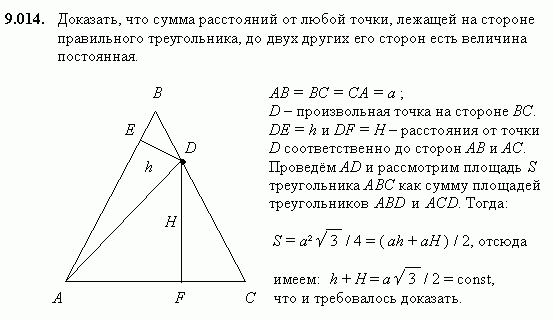 9.014. Доказать, что сумма расстояний от любой точки, лежащей на стороне
правильного треугольника, до двух других его сторон есть величина
постоянная.
B
E
D
h
H
A
F
C
AB = BC = CA = a ;
D – произвольная точка на стороне BC.
DE = h и DF = H – расстояния от точки
D соответственно до сторон AB и AC.
Проведём AD и рассмотрим площадь S
треугольника ABC как сумму площадей
треугольников ABD и ACD. Тогда:
S = a² √3 / 4 = ( ah + aH ) / 2, отсюда
имеем: h + H = a √3 / 2 = const,
что и требовалось доказать.